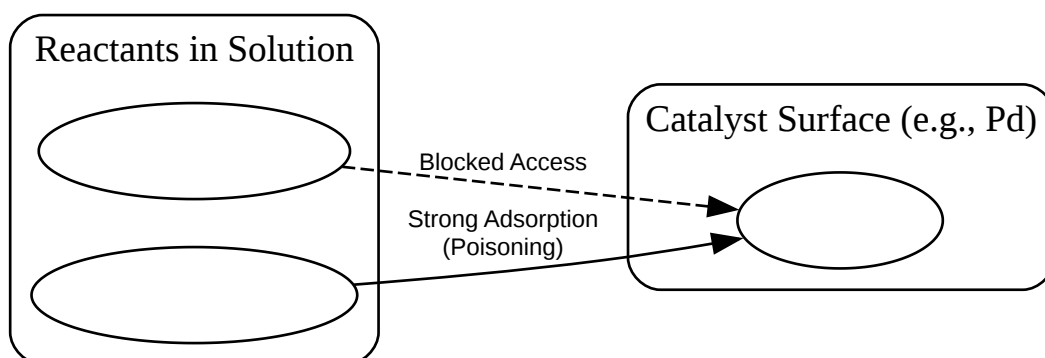 Reactants in Solution
Catalyst Surface (e.g., Pd)
Blocked Access
Strong Adsorption
(Poisoning)